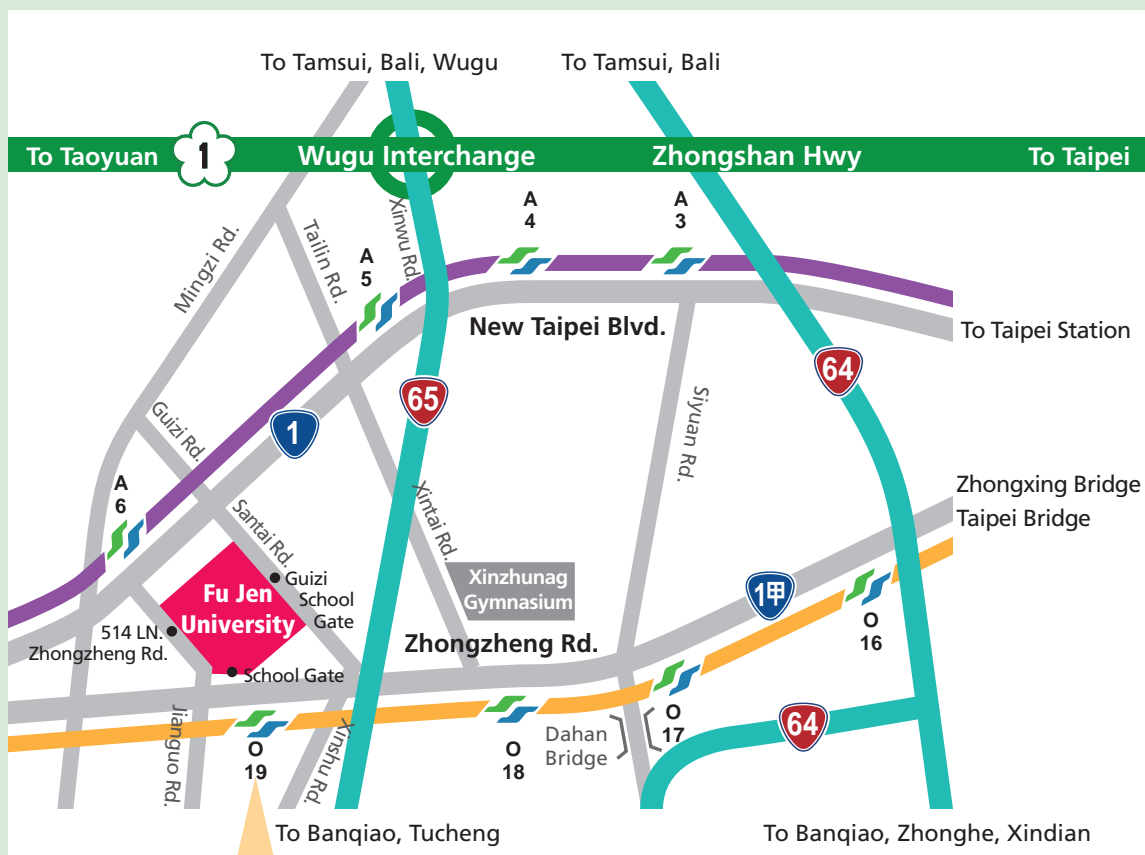 To Tamsui, Bali, Wugu
To Tamsui, Bali
To Taoyuan
1
Wugu Interchange
Zhongshan Hwy
To Taipei
Mingzi Rd.
Tailin Rd.
Xinwu Rd.
A
5
A
4
A
3
New Taipei Blvd.
To Taipei Station
64
65
1
Guizi Rd.
Siyuan Rd.
A
6
Santai Rd.
Xintai Rd.
Zhongxing Bridge
Taipei Bridge
Fu Jen
University
Guizi
School
Gate
Xinzhunag
Gymnasium
1甲
514 LN.
Zhongzheng Rd.
Zhongzheng Rd.
O
16
School Gate
Jianguo Rd.
O
19
Xinshu Rd.
O
18
Dahan
Bridge
O
17
64
To Banqiao, Tucheng
To Banqiao, Zhonghe, Xindian